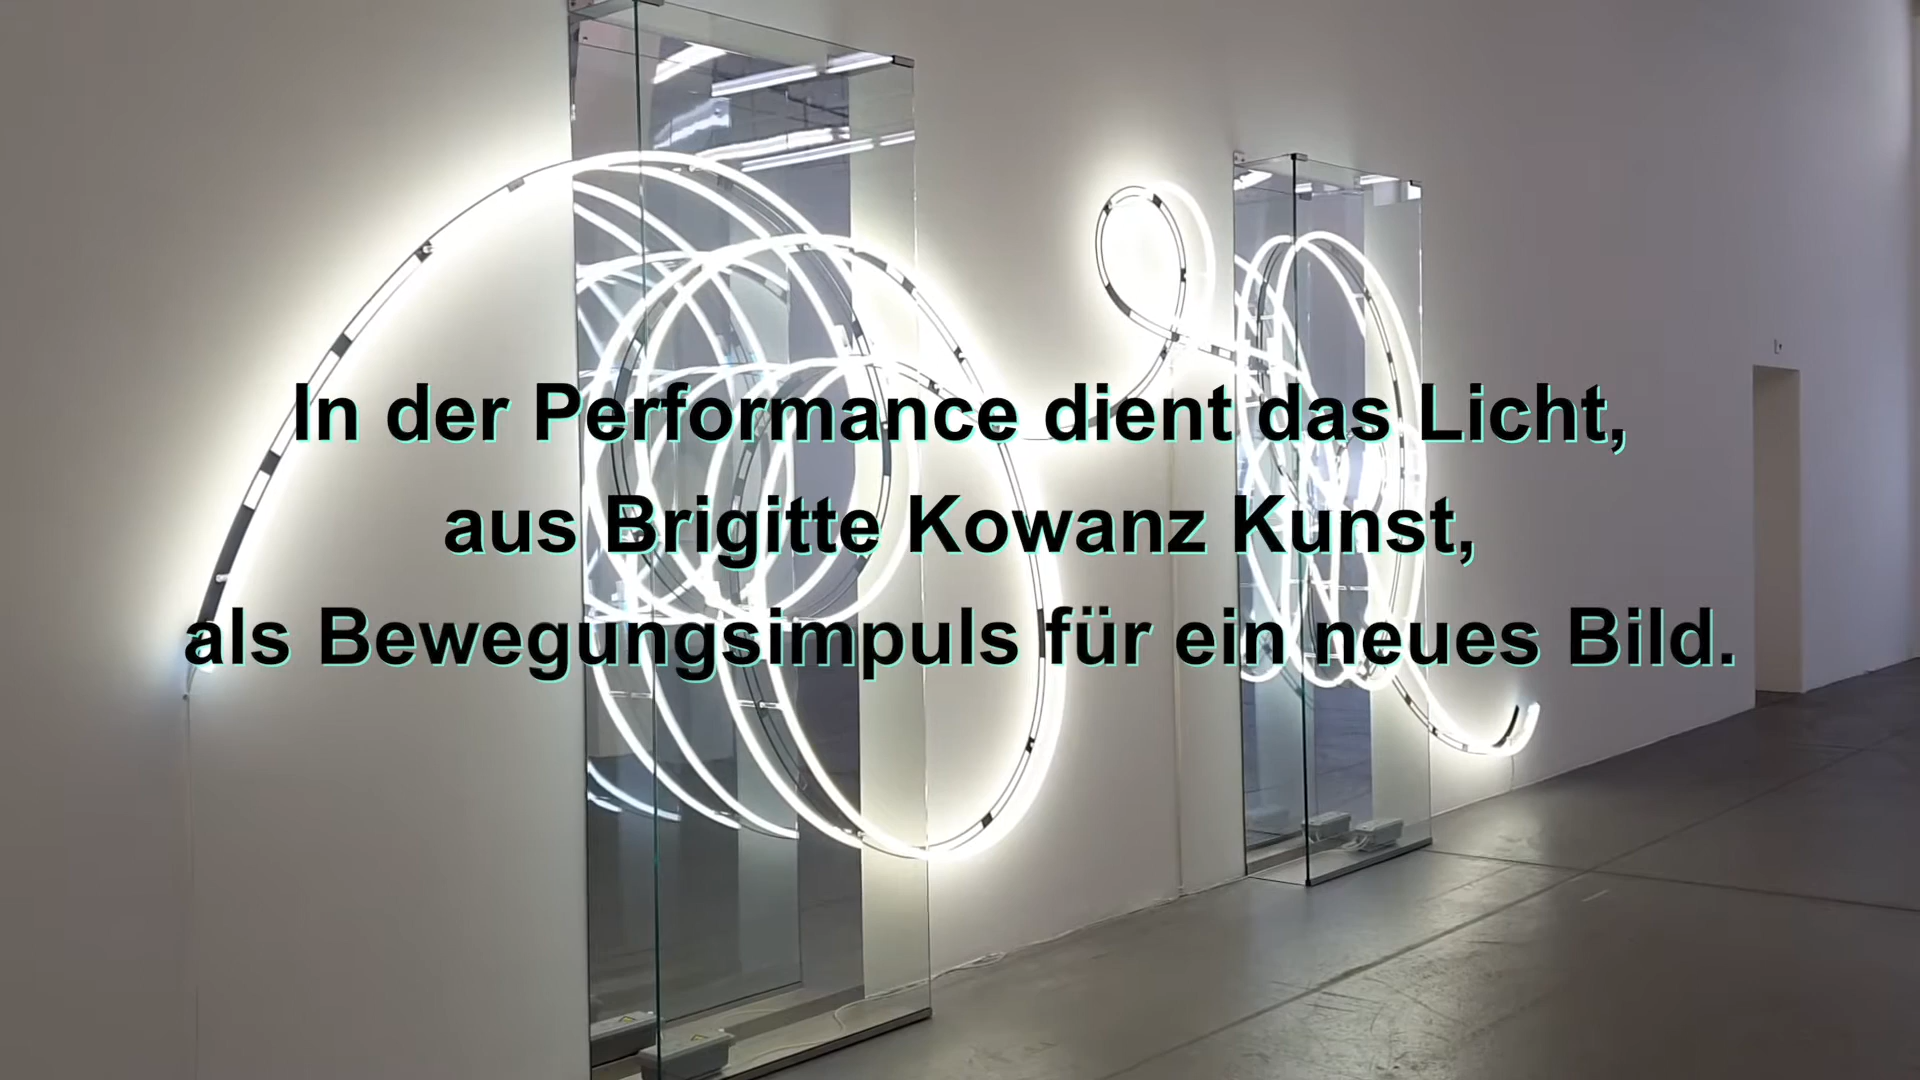 In der Performance dient das Licht,
aus Brigitte Kowanz Kunst,
als Bewegungsimpuls für ein neues Bild.